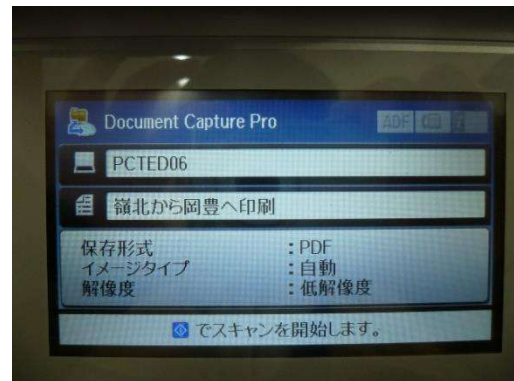 Document Capture Pro
ADF
PCTED06
嶺北から岡豊へ印刷
保存形式 : PDF
イメージタイプ : 自動
解像度 : 低解像度
でスキャンを開始します。